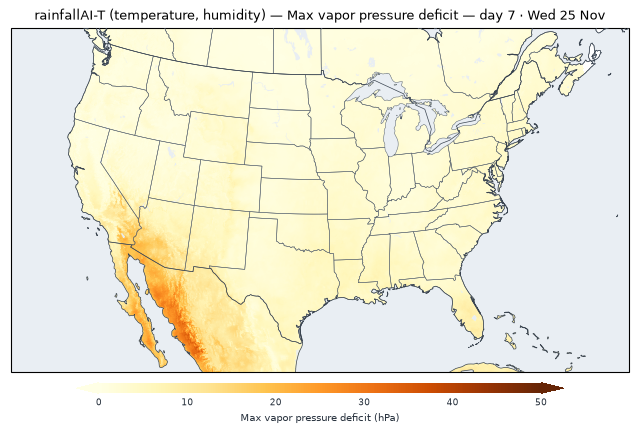 rainfallAI-T (temperature, humidity) — Max vapor pressure deficit — day 7 · Wed 25 Nov
0 10 20 30 40 50
Max vapor pressure deficit (hPa)